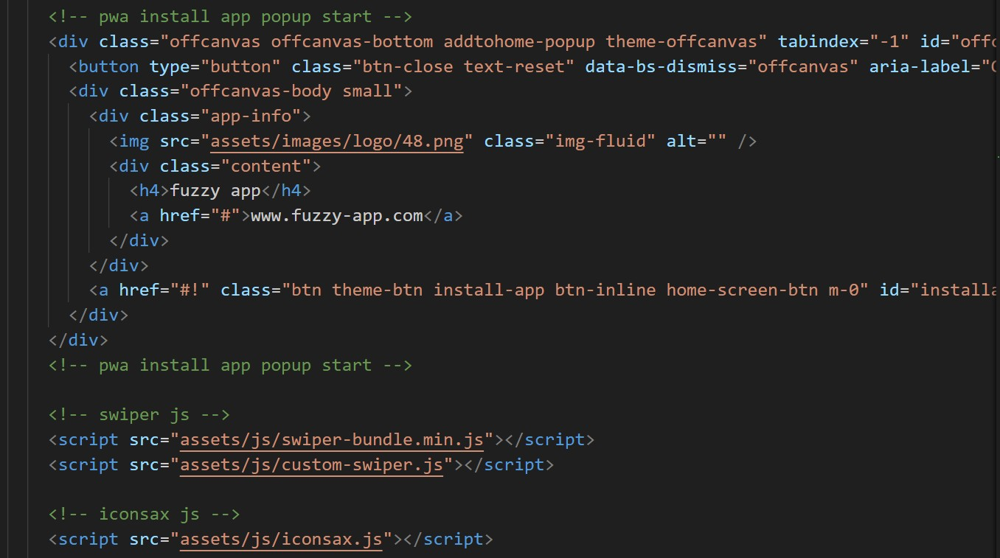 <!-- pwa install app popup start -->
<div class="offcanvas offcanvas-bottom addtohome-popup theme-offcanvas" tabindex="-1" id="offc
<button type="button" class="btn-close text-reset" data-bs-dismiss="offcanvas" aria-label="C
<div class="offcanvas-body small">
<div class="app-info">
<img src="assets/images/logo/48.png" class="img-fluid" alt="" />
<div class="content">
<h4>fuzzy app</h4>
<a href="#">www.fuzzy-app.com</a>
</div>
</div>
<a href="#!" class="btn theme-btn install-app btn-inline home-screen-btn m-0" id="installa
</div>
</div>
<!-- pwa install app popup start -->
<!-- swiper js -->
<script src="assets/js/swiper-bundle.min.js"></script>
<script src="assets/js/custom-swiper.js"></script>
<!-- iconsax js -->
<script src="assets/js/iconsax.js"></script>